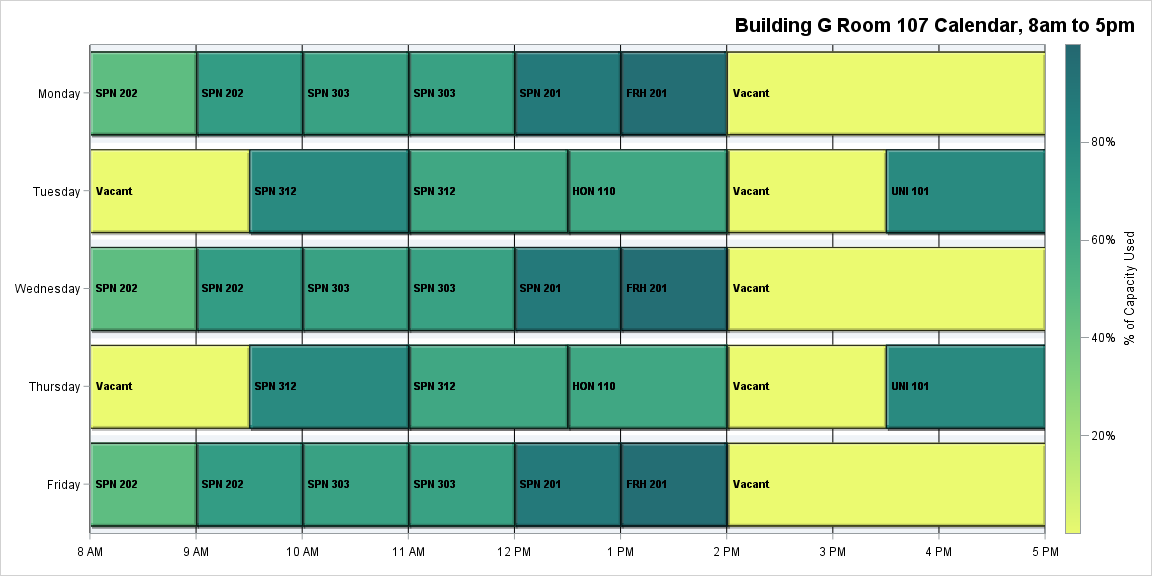 Building G Room 107 Calendar, 8am to 5pm
Monday
SPN 202
SPN 202
SPN 303
SPN 303
SPN 201
FRH 201
Vacant
Tuesday
Vacant
SPN 312
SPN 312
HON 110
Vacant
UNI 101
Wednesday
SPN 202
SPN 202
SPN 303
SPN 303
SPN 201
FRH 201
Vacant
Thursday
Vacant
SPN 312
SPN 312
HON 110
Vacant
UNI 101
Friday
SPN 202
SPN 202
SPN 303
SPN 303
SPN 201
FRH 201
Vacant
8 AM
9 AM
10 AM
11 AM
12 PM
1 PM
2 PM
3 PM
4 PM
5 PM
80%
60%
40%
20%
% of Capacity Used